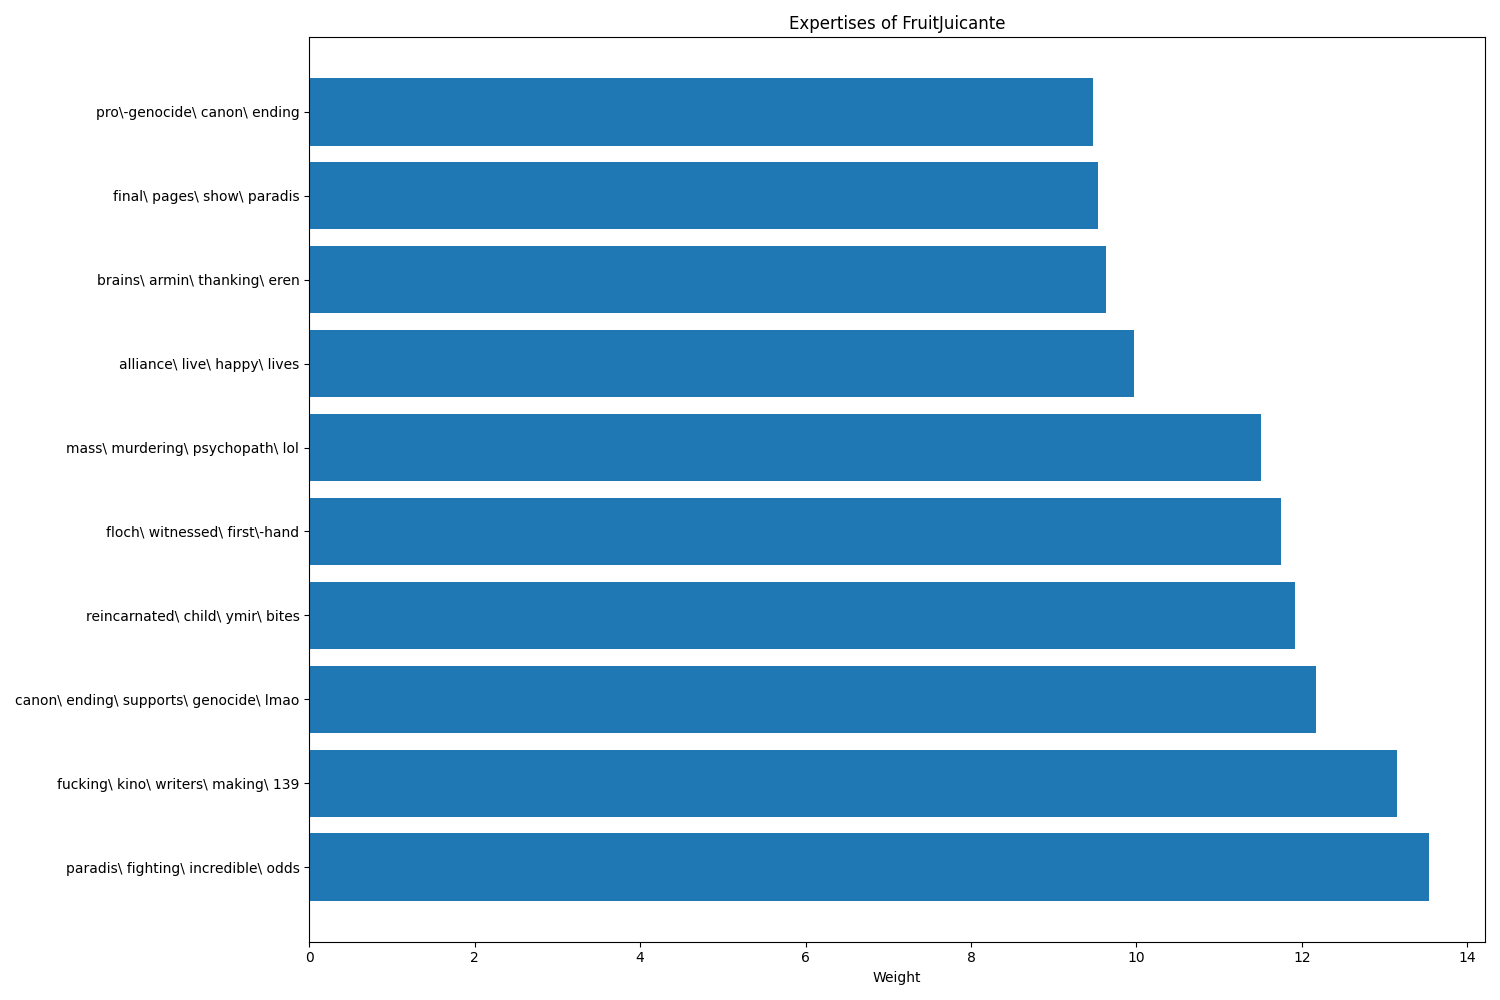 Expertises of FruitJuicante
pro\-genocide\ canon\ ending
final\ pages\ show\ paradis
brains\ armin\ thanking\ eren
alliance\ live\ happy\ lives
mass\ murdering\ psychopath\ lol
floch\ witnessed\ first\-hand
reincarnated\ child\ ymir\ bites
canon\ ending\ supports\ genocide\ lmao
fucking\ kino\ writers\ making\ 139
paradis\ fighting\ incredible\ odds
0 2 4 6 8 10 12 14
Weight